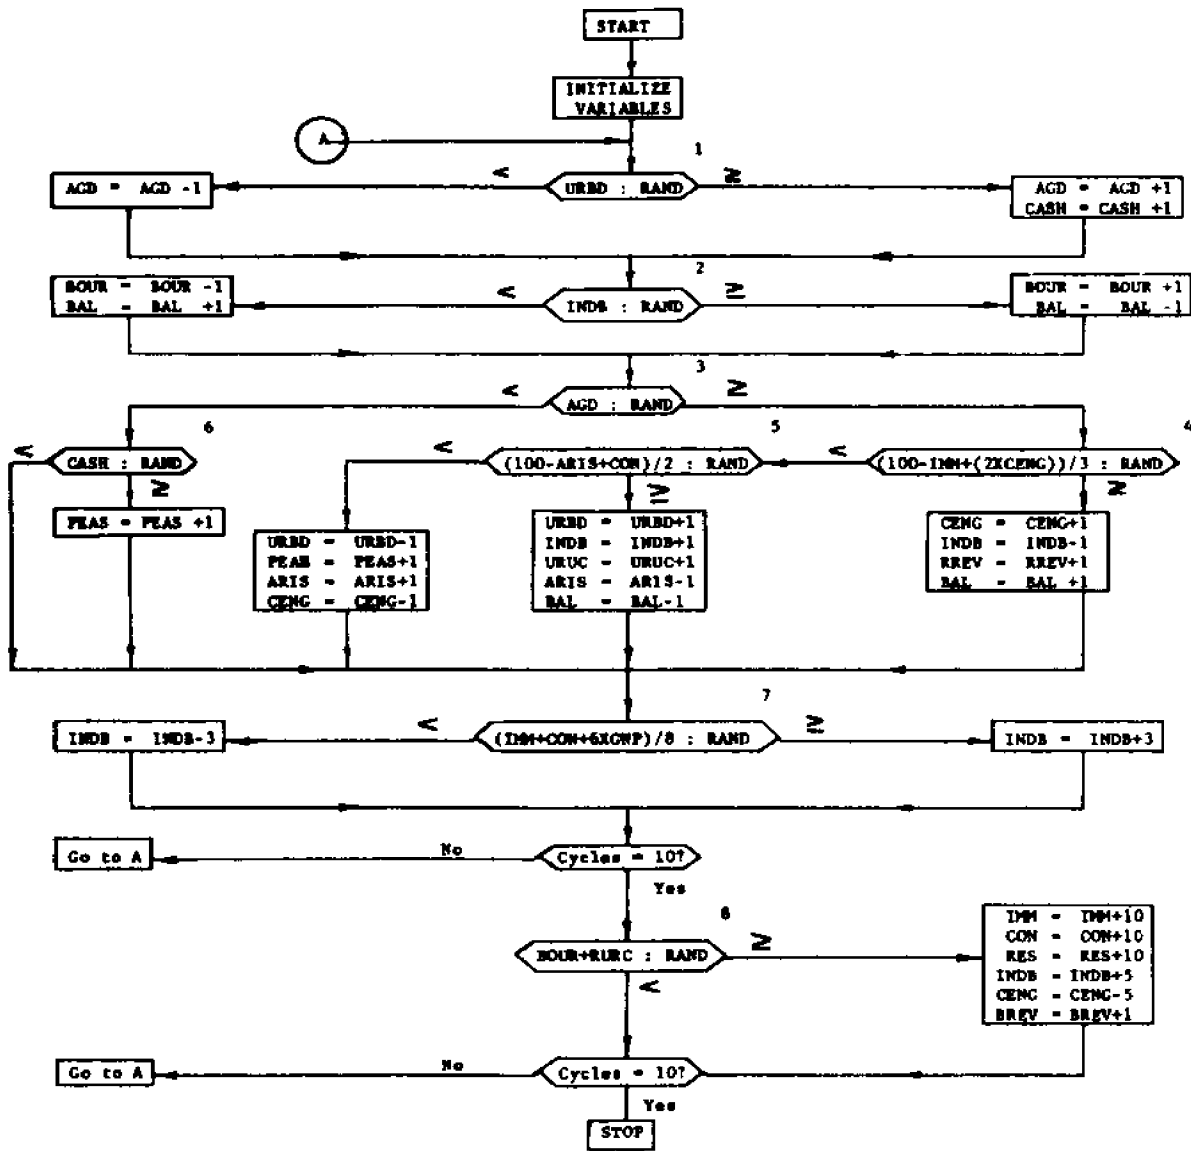 START
INITIALIZE
VARIABLES
A
1
<
URBD : RAND
≥
AGD = AGD -1
AGD = AGD +1
CASH = CASH +1
2
BOUR = BOUR -1
BAL = BAL +1
<
INDB : RAND
≥
BOUR = BOUR +1
BAL = BAL -1
3
<
AGD : RAND
≥
6
5
4
<
CASH : RAND
<
(100-ARIS+CON)/2 : RAND
<
(100-IMM+(2XCENG))/3 : RAND
≥
≥
≥
PEAS = PEAS +1
URBD = URBD-1
PEAS = PEAS+1
ARIS = ARIS+1
CENG = CENG-1
URBD = URBD+1
INDB = INDB+1
URUC = URUC+1
ARIS = ARIS-1
BAL = BAL-1
CENG = CENG+1
INDB = INDB-1
RREV = RREV+1
BAL = BAL +1
7
INDB = INDB-3
<
(IMM+CON+6XGWP)/8 : RAND
≥
INDB = INDB+3
Go to A
No
Cycles = 10?
Yes
8
BOUR+RURC : RAND
≥
<
IMM = IMM+10
CON = CON+10
RES = RES+10
INDB = INDB+5
CENG = CENG-5
BREV = BREV+1
Go to A
No
Cycles = 10?
Yes
STOP